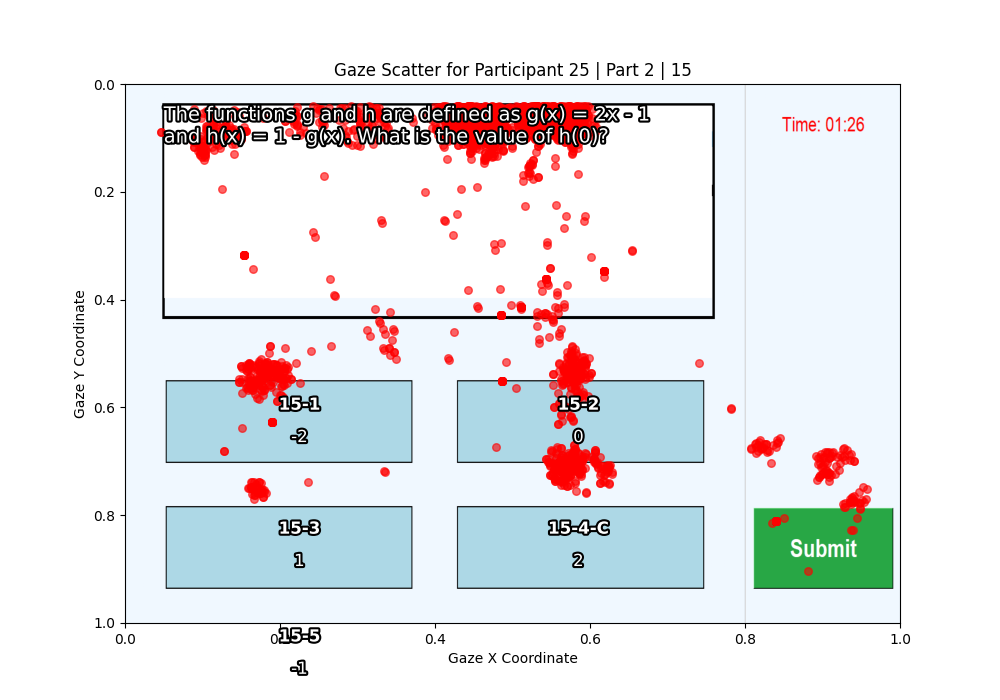 Gaze Scatter for Participant 25 | Part 2 | 15
0.0
The functions g and h are defined as g(x) = 2x - 1
and h(x) = 1 - g(x). What is the value of h(0)?
Time: 01:26
0.2
0.4
Gaze Y Coordinate
0.6
15-1
-2
15-2
0
0.8
15-3
1
15-4-C
2
Submit
1.0
0.0
0.2
0.4
0.6
0.8
1.0
15-5
-1
Gaze X Coordinate